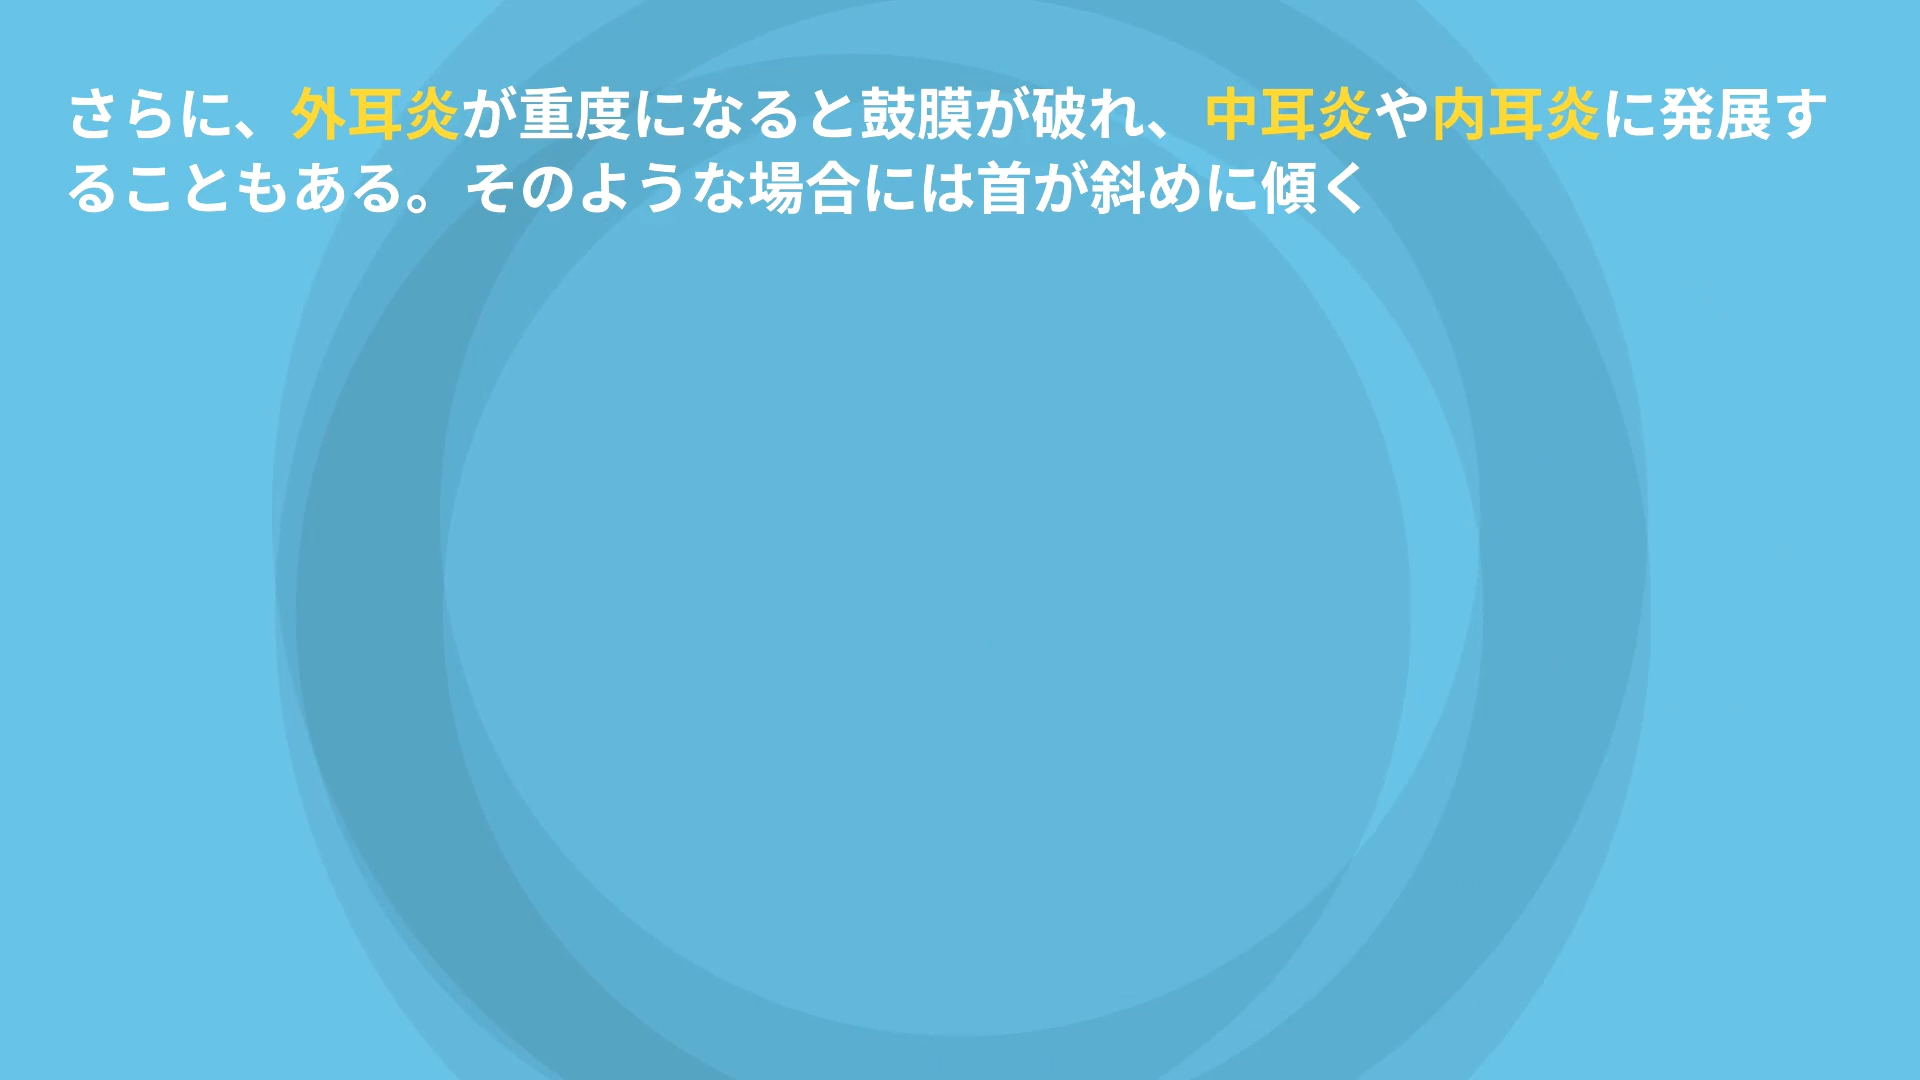 さらに、外耳炎が重度になると鼓膜が破れ、中耳炎や内耳炎に発展す
ることもある。そのような場合には首が斜めに傾く